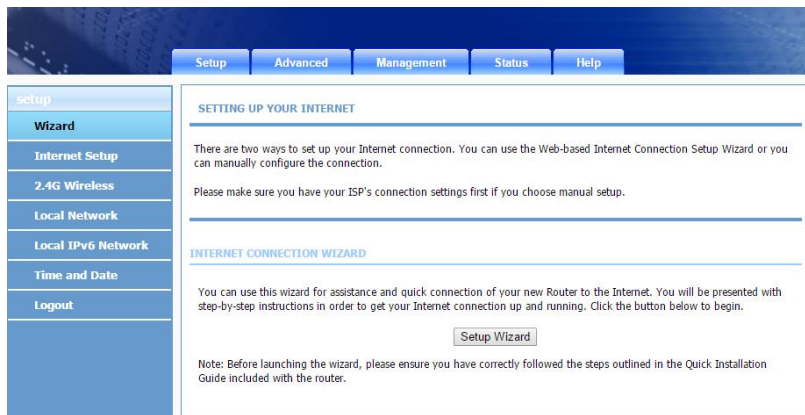 Setup Advanced Management Status Help
setup
Wizard
Internet Setup
2.4G Wireless
Local Network
Local IPv6 Network
Time and Date
Logout
SETTING UP YOUR INTERNET
There are two ways to set up your Internet connection. You can use the Web-based Internet Connection Setup Wizard or you
can manually configure the connection.
Please make sure you have your ISP's connection settings first if you choose manual setup.
INTERNET CONNECTION WIZARD
You can use this wizard for assistance and quick connection of your new Router to the Internet. You will be presented with
step-by-step instructions in order to get your Internet connection up and running. Click the button below to begin.
Setup Wizard
Note: Before launching the wizard, please ensure you have correctly followed the steps outlined in the Quick Installation
Guide included with the router.